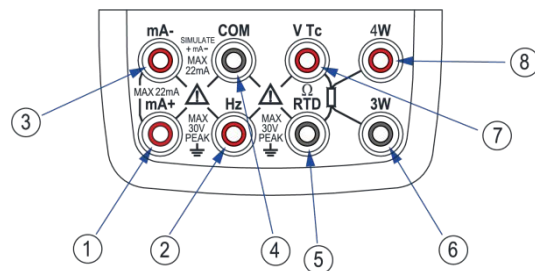 mA-
SIMULATE
+ mA=
MAX
22mA
COM
V Tc
4W
MAX 22mA
mA+
Hz
Ω
RTD
3W
MAX
30V
PEAK
MAX
30V
PEAK
3
8
7
1
2
4
5
6